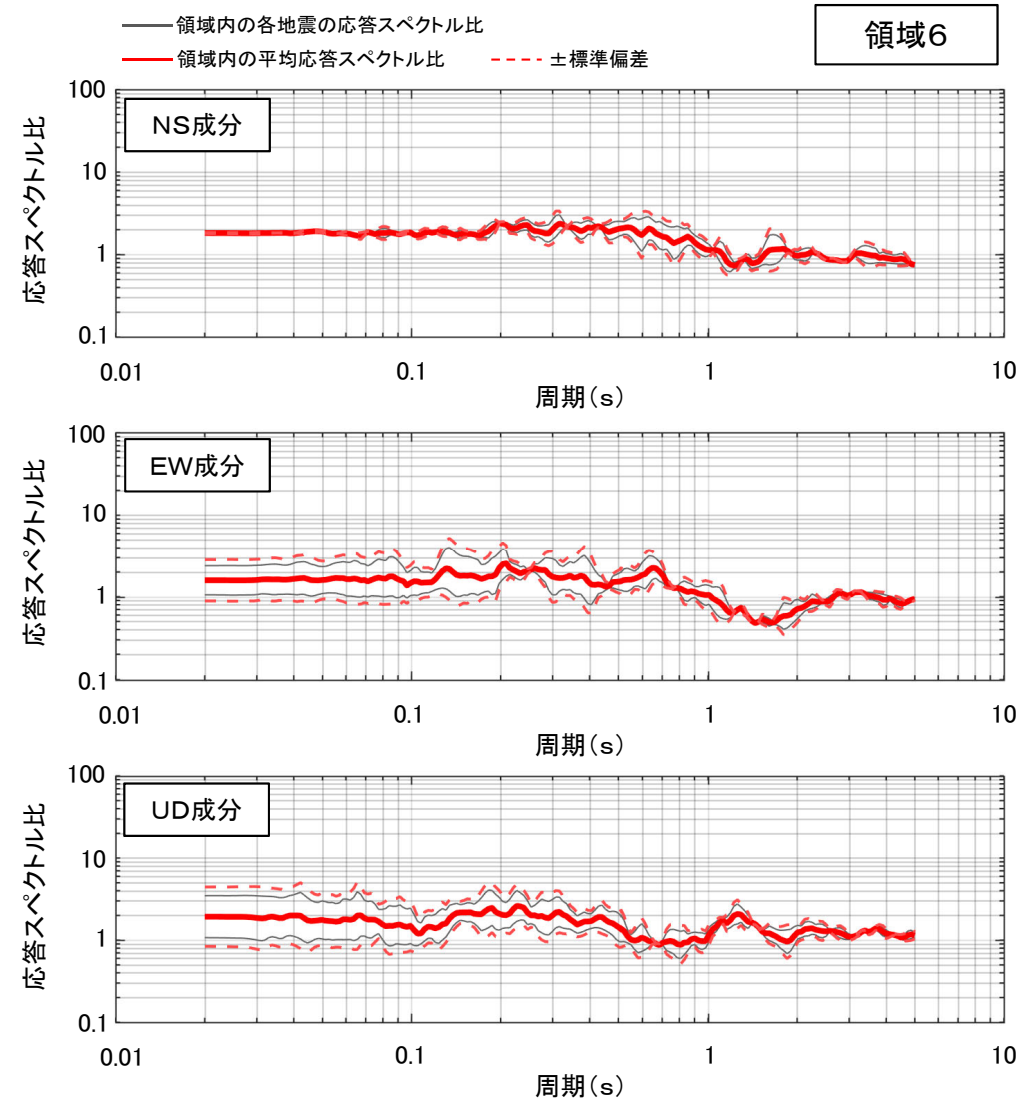 領域内の各地震の応答スペクトル比
領域内の平均応答スペクトル比 ±標準偏差
領域6
応答スペクトル比
NS成分
100
10
1
0.1
0.01 0.1 1 10
周期(s)
応答スペクトル比
EW成分
100
10
1
0.1
0.01 0.1 1 10
周期(s)
応答スペクトル比
UD成分
100
10
1
0.1
0.01 0.1 1 10
周期(s)